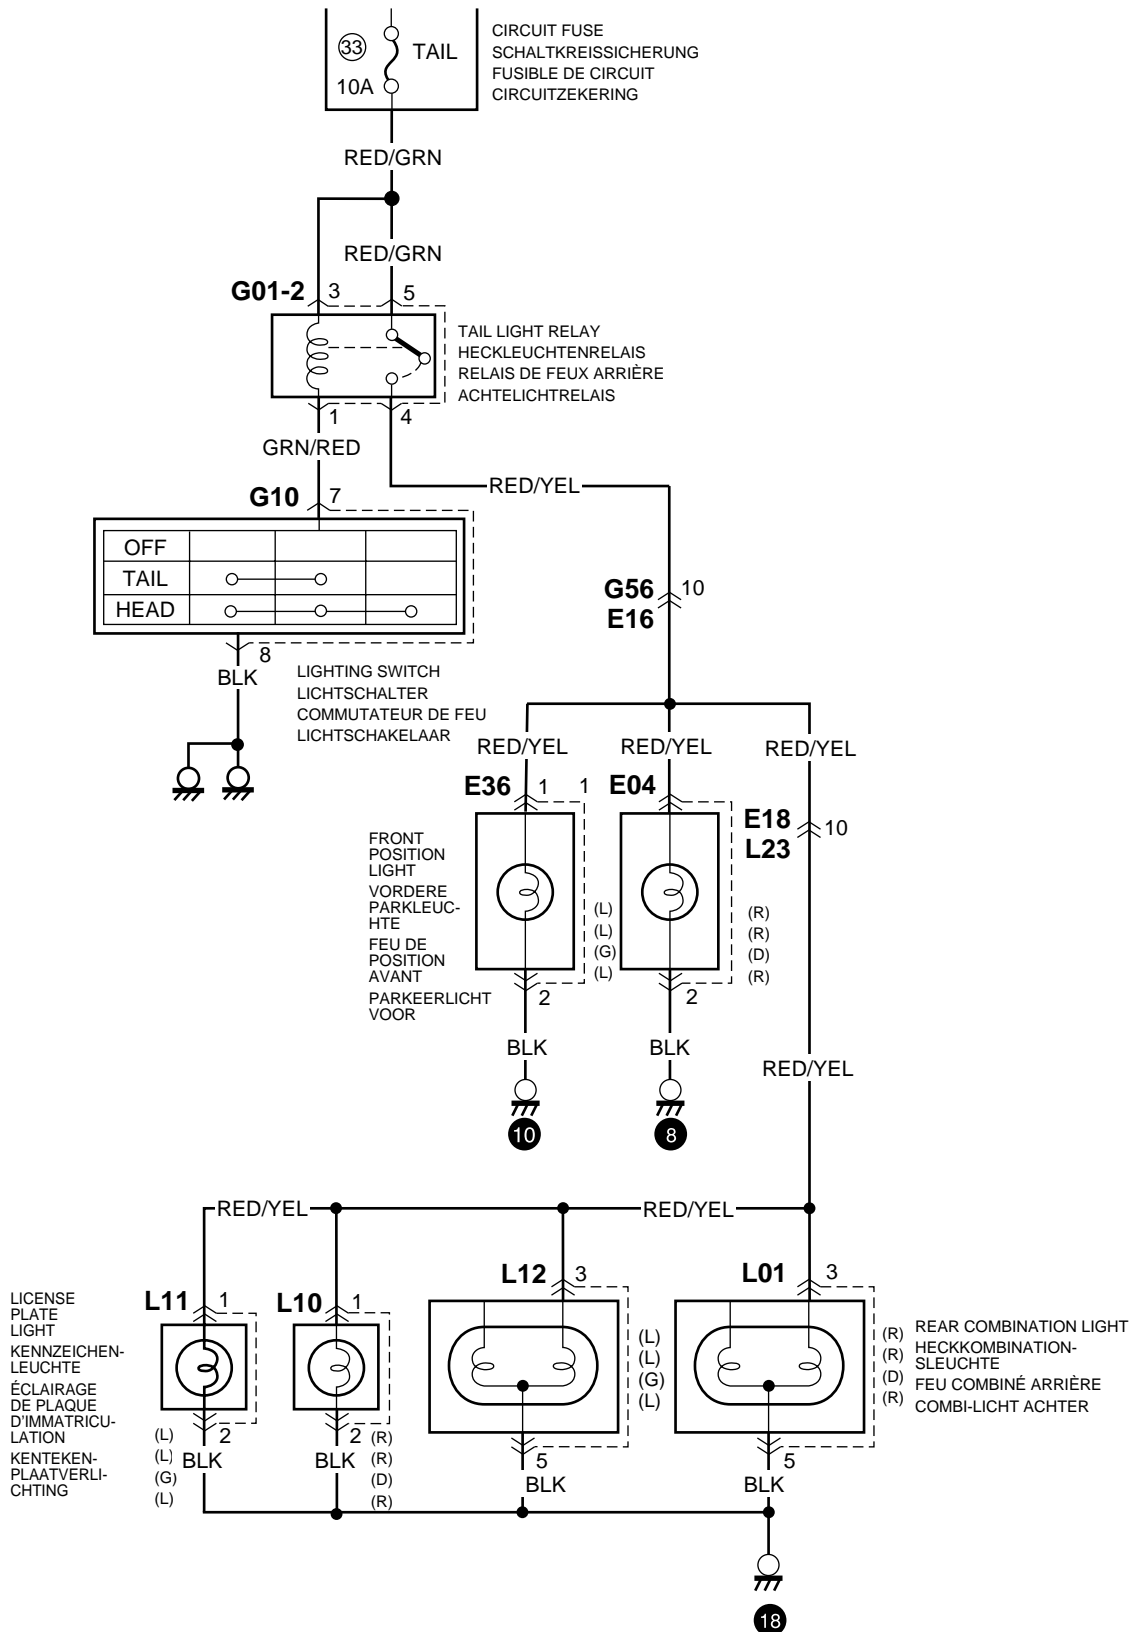 33
TAIL
10A
CIRCUIT FUSE
SCHALTKREISSICHERUNG
FUSIBLE DE CIRCUIT
CIRCUITZEKERING
RED/GRN
RED/GRN
G01-2
3
5
TAIL LIGHT RELAY
HECKLEUCHTENRELAIS
RELAIS DE FEUX ARRIÈRE
ACHTELICHTRELAIS
1
4
GRN/RED
RED/YEL
G10
7
OFF
TAIL
HEAD
8
BLK
LIGHTING SWITCH
LICHTSCHALTER
COMMUTATEUR DE FEU
LICHTSCHAKELAAR
G56
10
E16
RED/YEL
RED/YEL
RED/YEL
E36
1
1
E04
E18
10
L23
FRONT
POSITION
LIGHT
VORDERE
PARKLEUC-
HTE
FEU DE
POSITION
AVANT
PARKEERLICHT
VOOR
(L)
(L)
(G)
(L)
(R)
(R)
(D)
(R)
2
2
BLK
BLK
RED/YEL
10
8
RED/YEL
RED/YEL
L11
1
L10
1
L12
3
L01
3
LICENSE
PLATE
LIGHT
KENNZEICHEN-
LEUCHTE
ÉCLAIRAGE
DE PLAQUE
D'IMMATRICU-
LATION
KENTEKEN-
PLAATVERLI-
CHTING
(L)
(L)
(G)
(L)
2
BLK
2
BLK
(R)
(R)
(D)
(R)
(L)
(L)
(G)
(L)
5
BLK
5
BLK
(R) REAR COMBINATION LIGHT
(R) HECKKOMBINATION-
SLEUCHTE
(D) FEU COMBINÉ ARRIÈRE
(R) COMBI-LICHT ACHTER
18